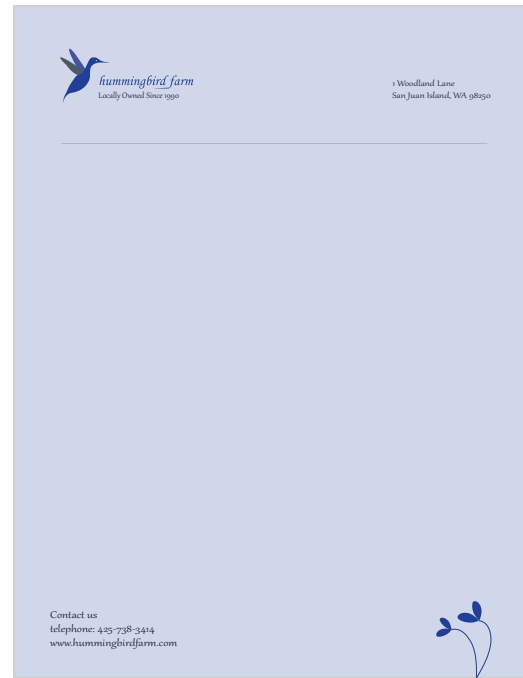 hummingbird farm
Locally Owned Since 1990
1 Woodland Lane
San Juan Island, WA 98250
Contact us
telephone: 425-738-3414
www.hummingbirdfarm.com